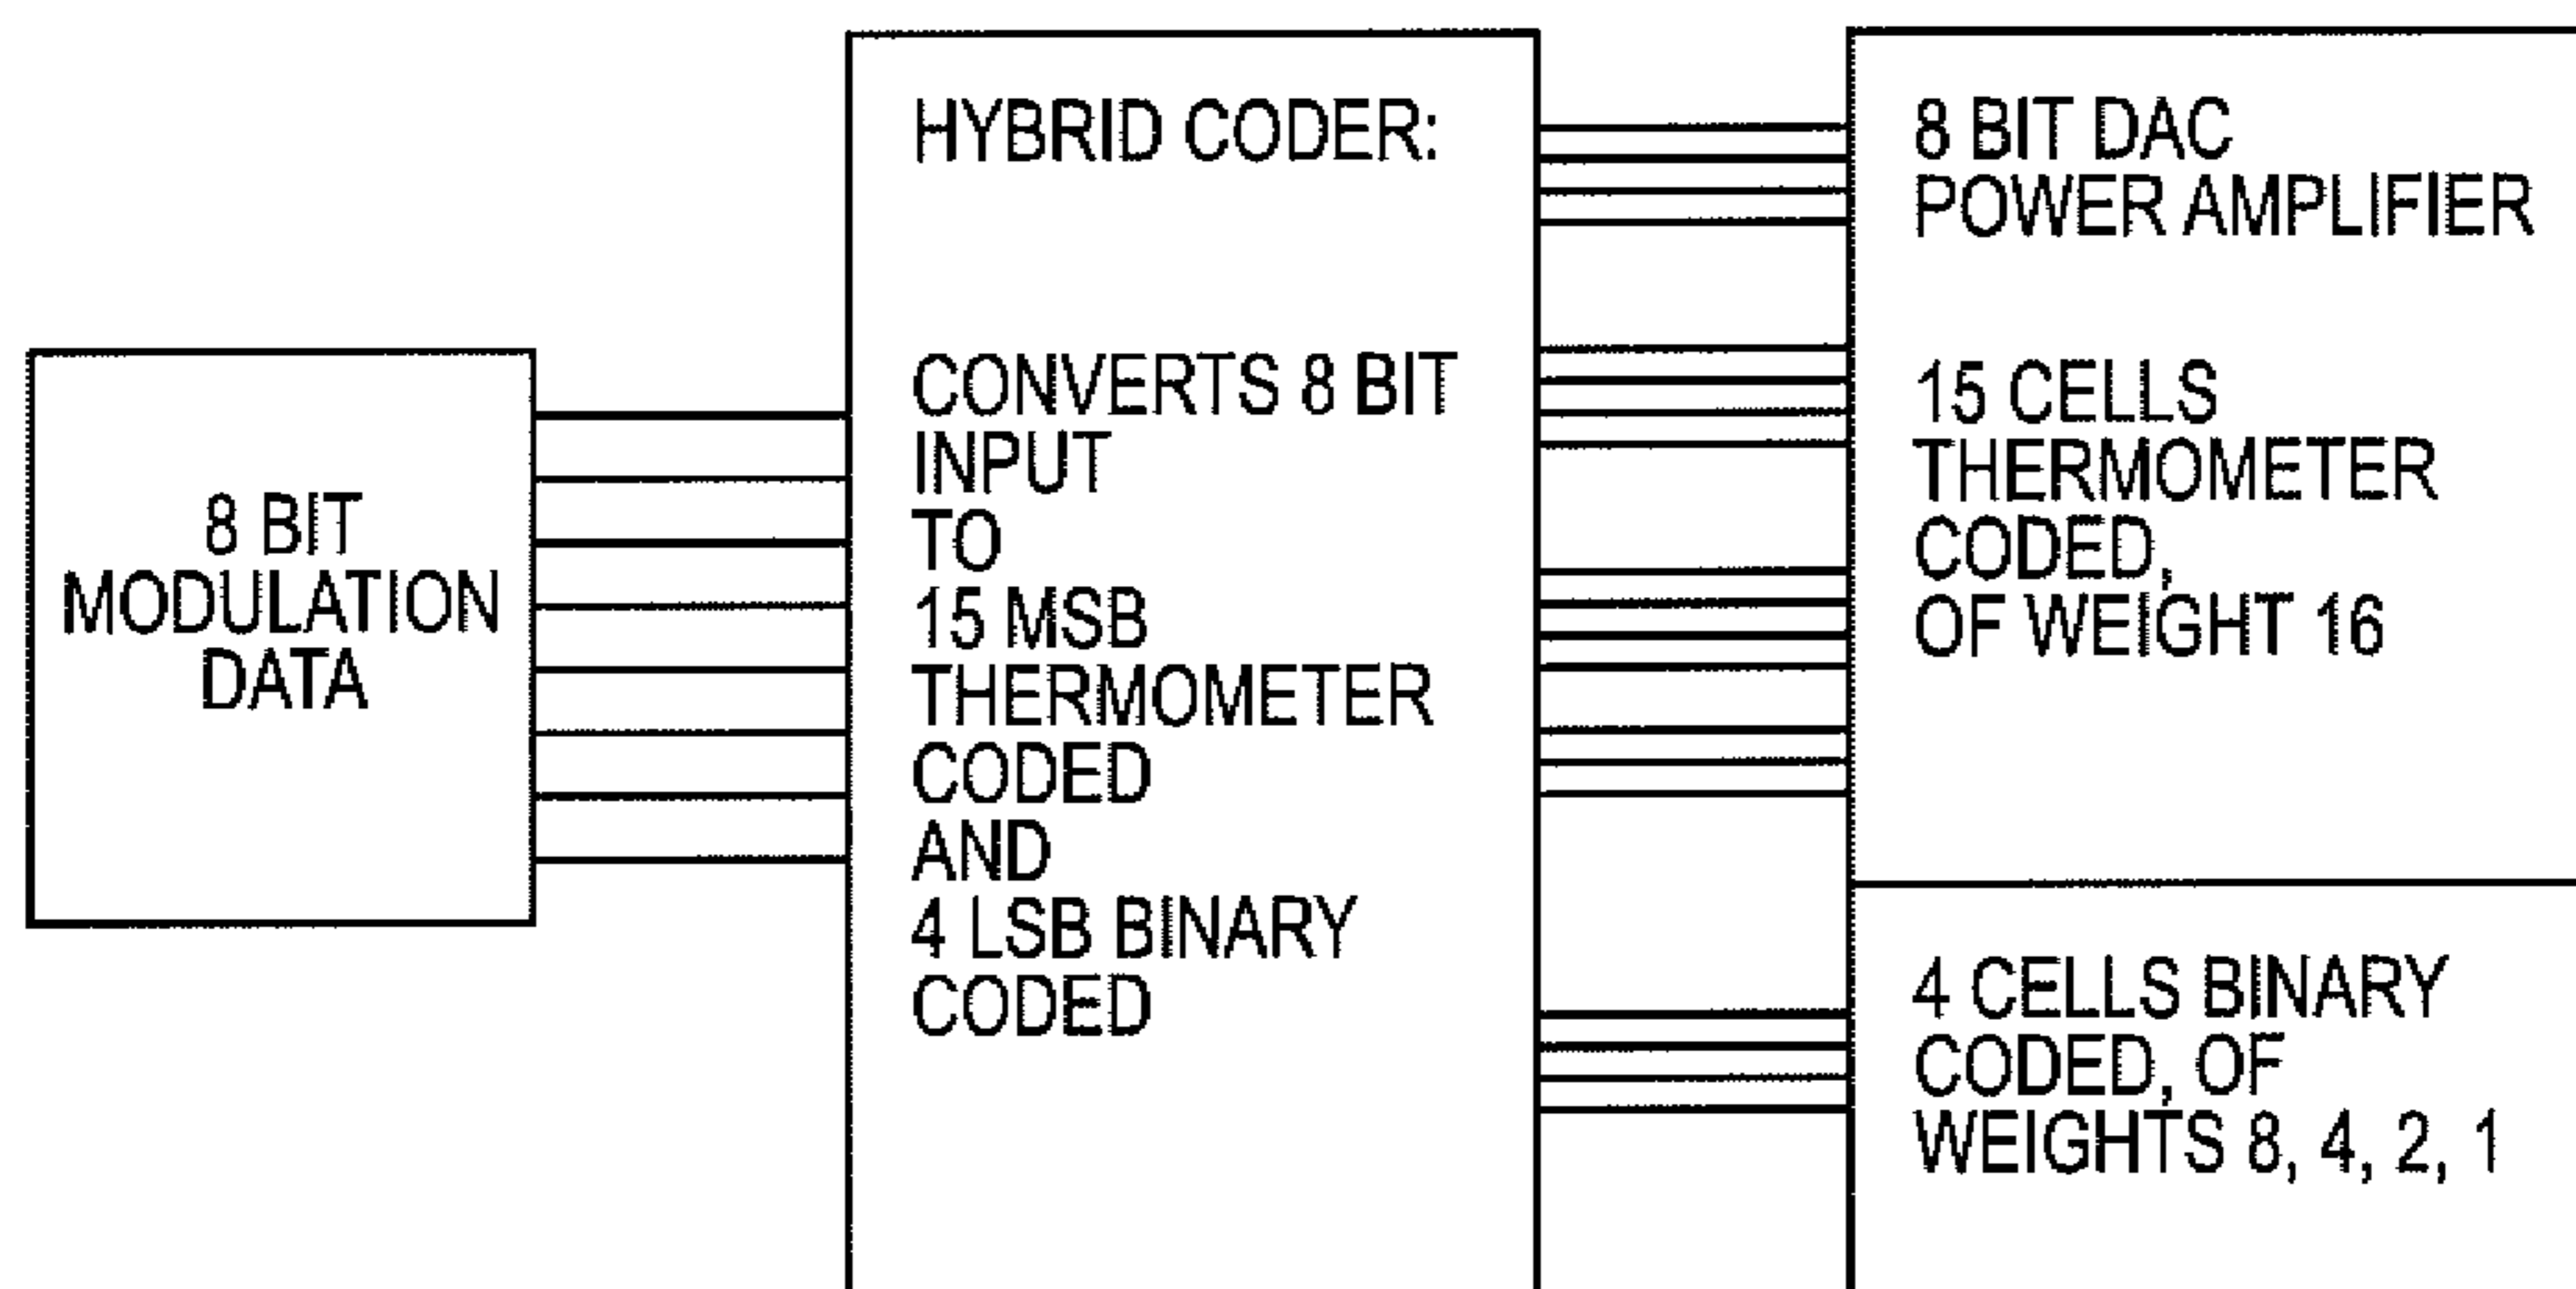 8 BIT
MODULATION
DATA
HYBRID CODER:
CONVERTS 8 BIT
INPUT
TO
15 MSB
THERMOMETER
CODED
AND
4 LSB BINARY
CODED
8 BIT DAC
POWER AMPLIFIER
15 CELLS
THERMOMETER
CODED,
OF WEIGHT 16
4 CELLS BINARY
CODED, OF
WEIGHTS 8, 4, 2, 1